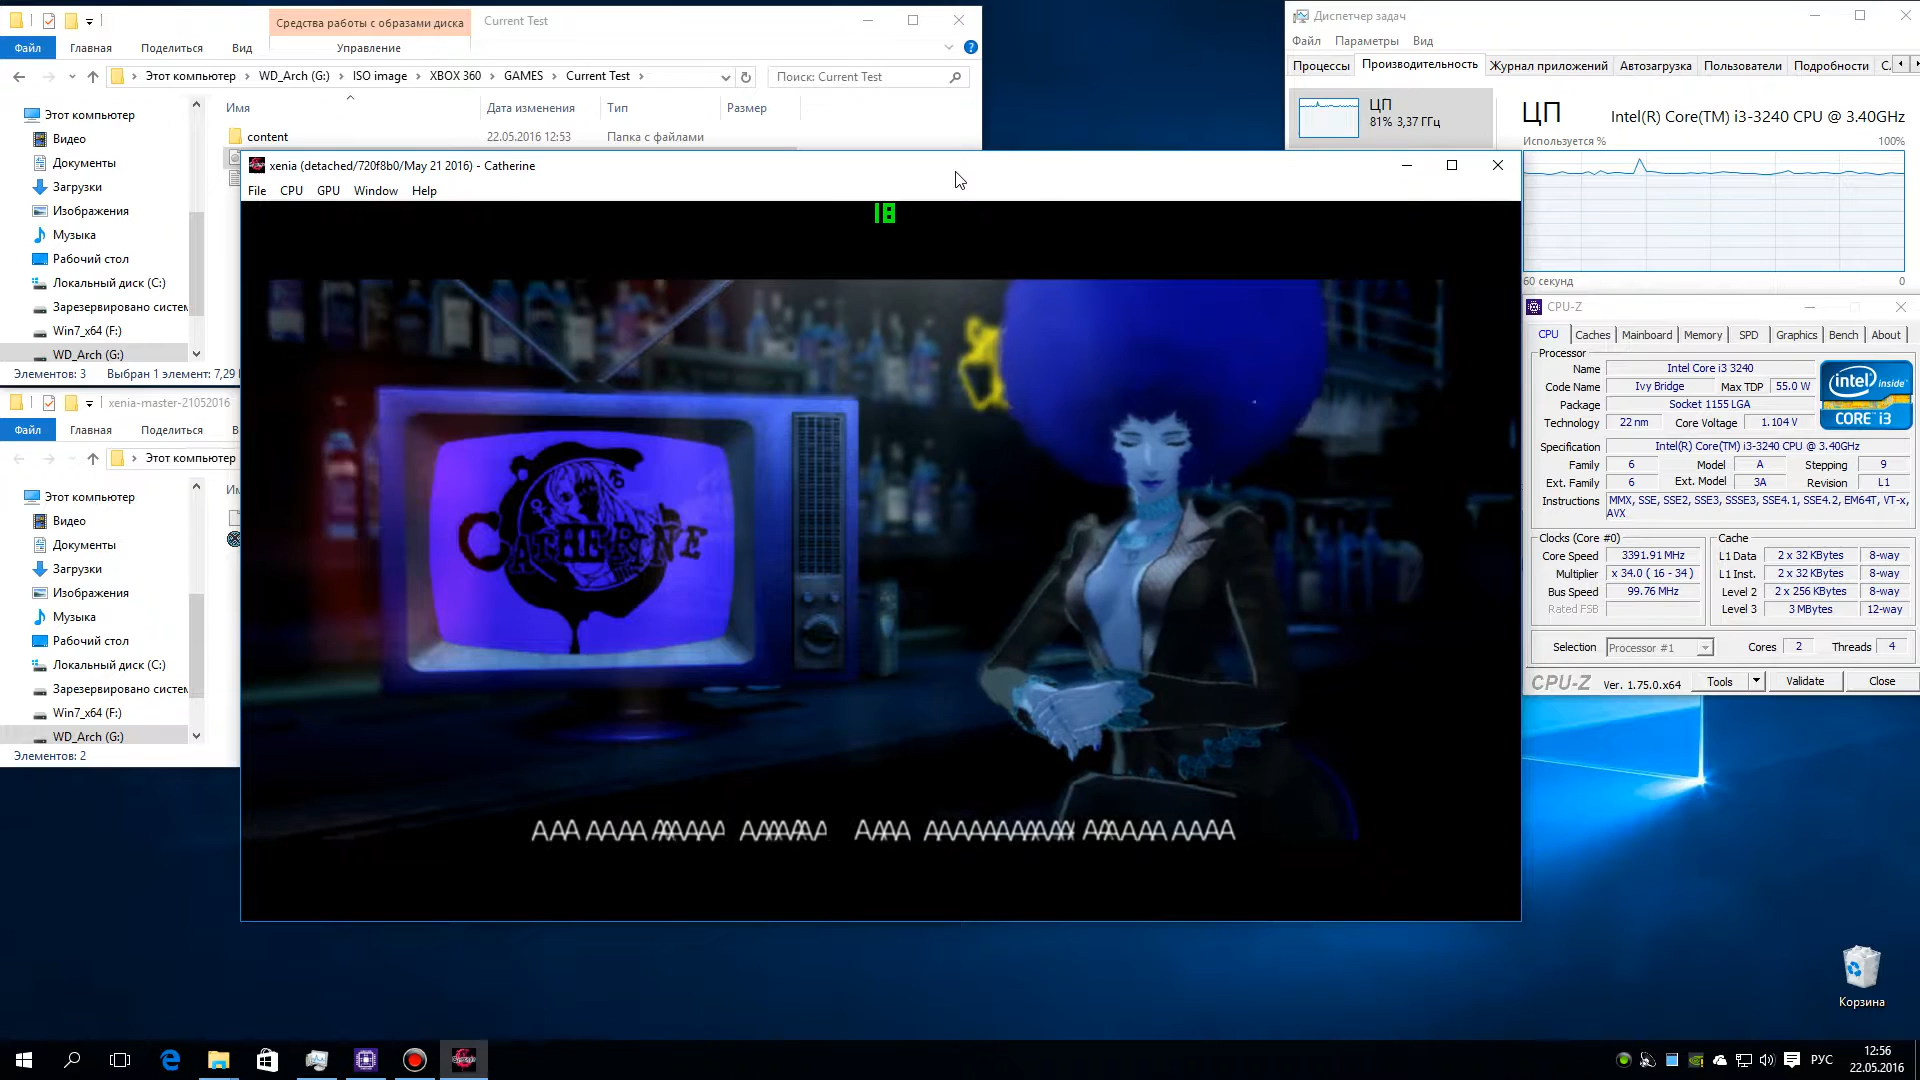 Средства работы с образами диска
Current Test
Файл
Главная
Поделиться
Вид
Управление
Этот компьютер
WD_Arch (G:)
ISO image
XBOX 360
GAMES
Current Test
Поиск: Current Test
Имя
Дата изменения
Тип
Размер
content
22.05.2016 12:53
Папка с файлами
Этот компьютер
Видео
Документы
Загрузки
Изображения
Музыка
Рабочий стол
Локальный диск (C:)
Зарезервировано систем
Win7_x64 (F:)
WD_Arch (G:)
Элементов: 3
Выбран 1 элемент: 7,29
xenia-master-21052016
Файл
Главная
Поделиться
В
Этот компьютер
Этот компьютер
Видео
Документы
Загрузки
Изображения
Музыка
Рабочий стол
Локальный диск (C:)
Зарезервировано систем
Win7_x64 (F:)
WD_Arch (G:)
Элементов: 2
xenia (detached/720f8b0/May 21 2016) - Catherine
File CPU GPU Window Help
18
CATHERINE
AAA AAAA AAAAAA AAAAAA AAAA AAAAAAAAAAA AAAAAA AAAA
Диспетчер задач
Файл Параметры Вид
Процессы
Производительность
Журнал приложений
Автозагрузка
Пользователи
Подробности
С
ЦП
81% 3,37 ГГц
ЦП
Intel(R) Core(TM) i3-3240 CPU @ 3.40GHz
Используется %
100%
60 секунд
0
CPU-Z
CPU Caches Mainboard Memory SPD Graphics Bench About
Processor
Name Intel Core i3 3240
Code Name Ivy Bridge Max TDP 55.0 W
Package Socket 1155 LGA
Technology 22 nm Core Voltage 1.104 V
intel inside
CORE i3
Specification Intel(R) Core(TM) i3-3240 CPU @ 3.40GHz
Family 6 Model A Stepping 9
Ext. Family 6 Ext. Model 3A Revision L1
Instructions MMX, SSE, SSE2, SSE3, SSSE3, SSE4.1, SSE4.2, EM64T, VT-x,
AVX
Clocks (Core #0)
Core Speed 3391.91 MHz
Multiplier x 34.0 ( 16 - 34 )
Bus Speed 99.76 MHz
Rated FSB
Cache
L1 Data 2 x 32 KBytes 8-way
L1 Inst. 2 x 32 KBytes 8-way
Level 2 2 x 256 KBytes 8-way
Level 3 3 MBytes 12-way
Selection Processor #1 Cores 2 Threads 4
CPU-Z Ver. 1.75.0.x64 Tools Validate Close
Корзина
РУС
12:56
22.05.2016